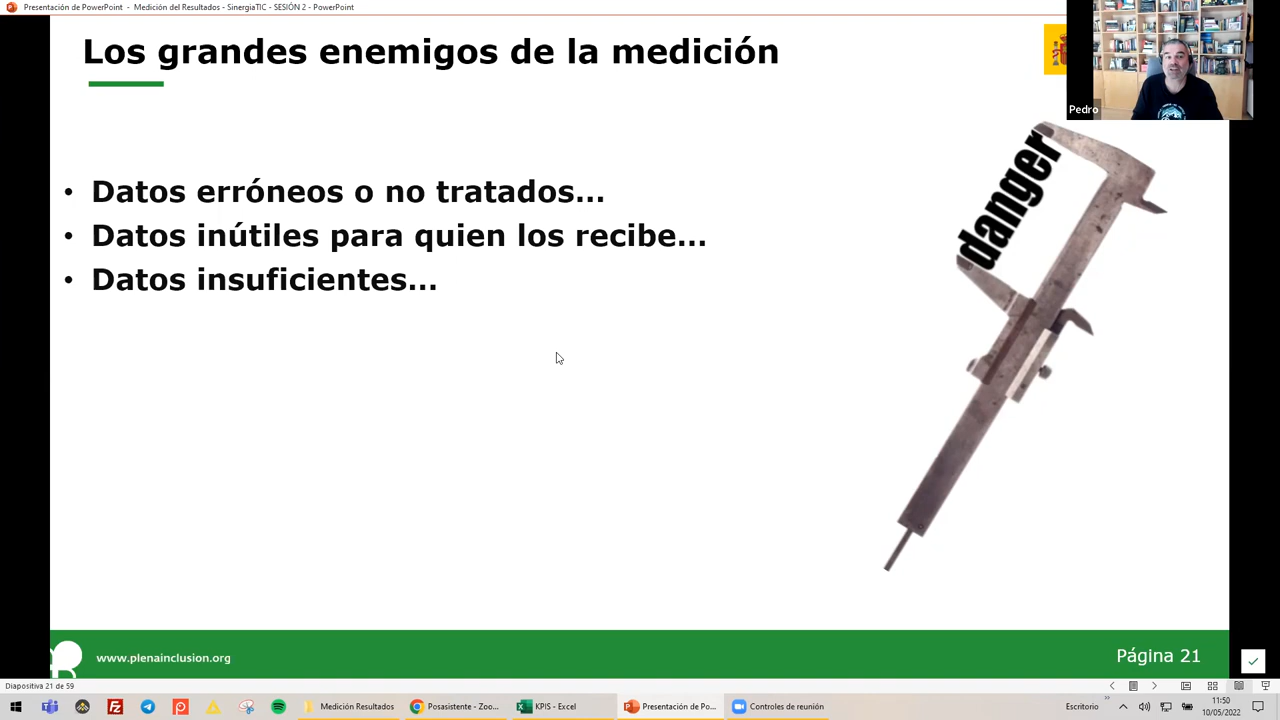 Presentación de PowerPoint - Medición del Resultados - SinergiaTIC - SESIÓN 2 - PowerPoint
Los grandes enemigos de la medición
Pedro
danger
• Datos erróneos o no tratados...
• Datos inútiles para quien los recibe...
• Datos insuficientes...
www.plenainclusion.org
Página 21
Diapositiva 21 de 59
Medición Resultados
Posasistente - Zoo...
KPIS - Excel
Presentación de Po...
Controles de reunión
Escritorio
11:50
10/05/2022